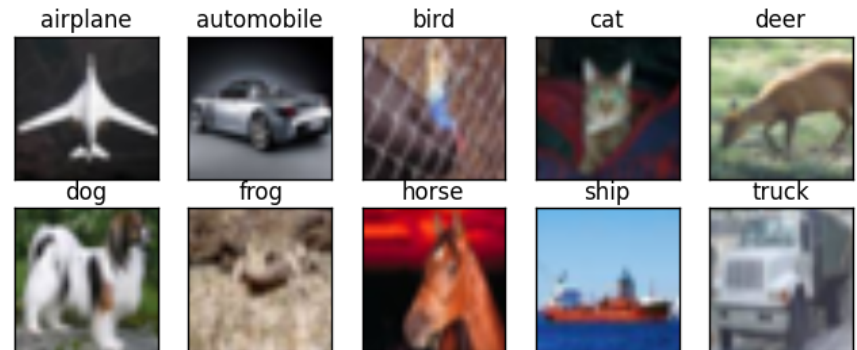 airplane automobile bird cat deer
dog frog horse ship truck